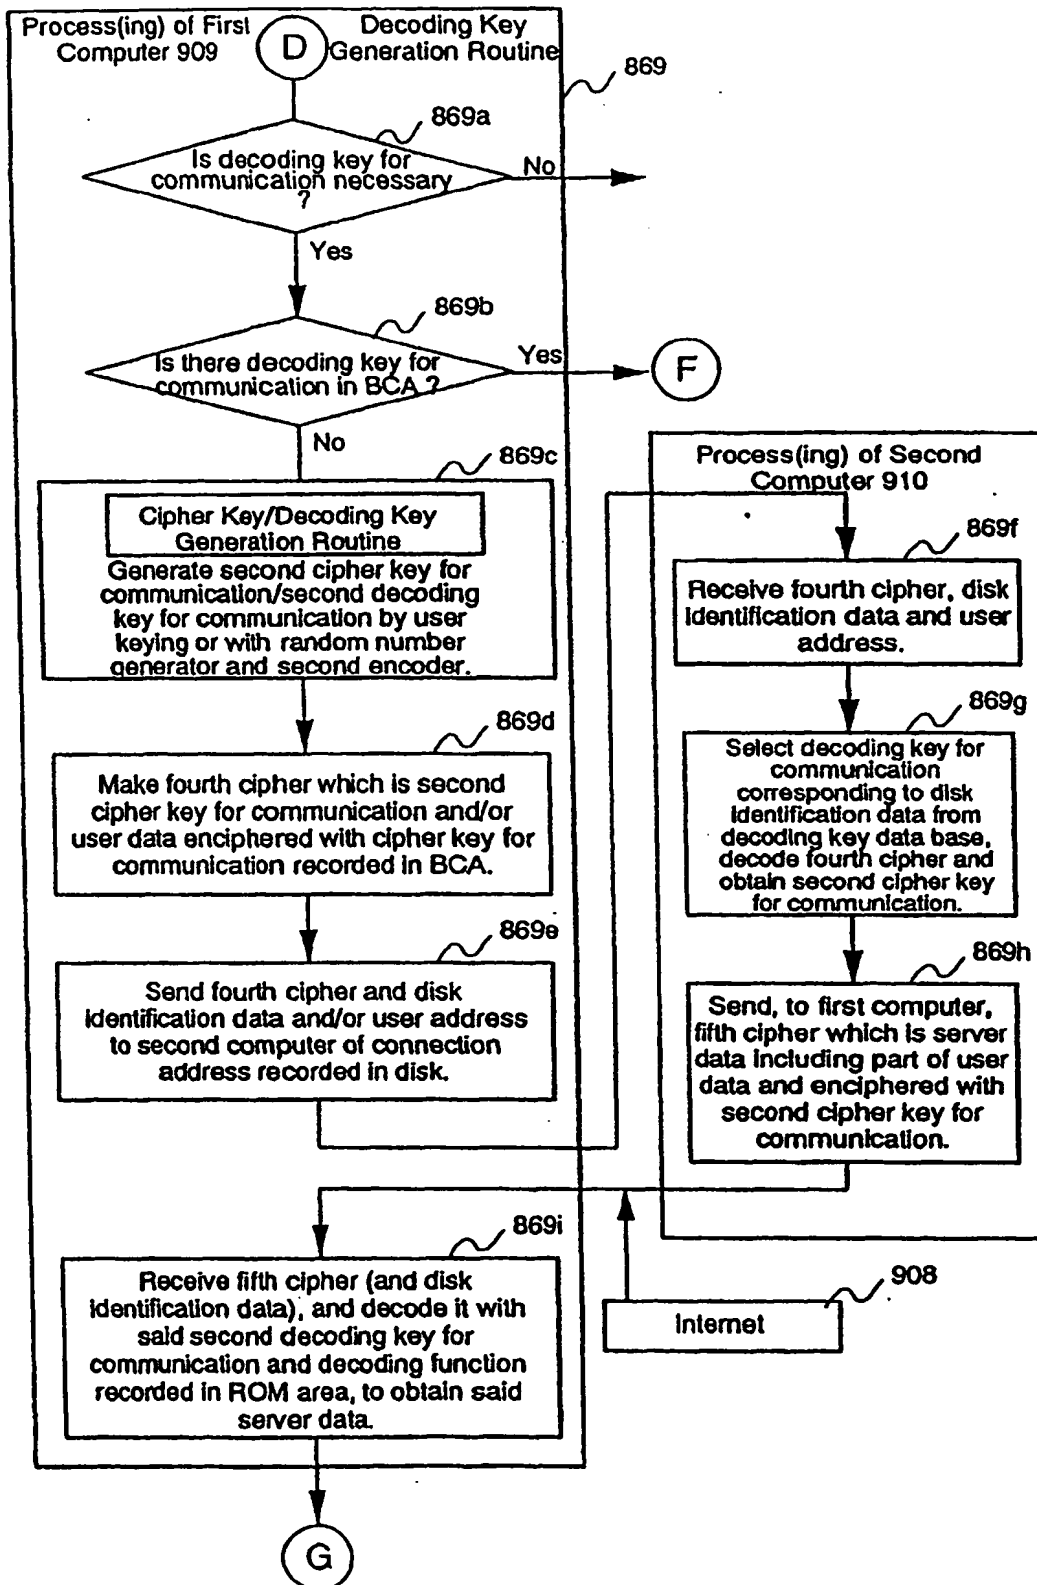 Process(ing) of First
Computer 909
D
Decoding Key
Generation Routine
869
869a
Is decoding key for
communication necessary
?
No
Yes
869b
Is there decoding key for
communication in BCA ?
Yes
F
No
869c
Cipher Key/Decoding Key
Generation Routine
Generate second cipher key for
communication/second decoding
key for communication by user
keying or with random number
generator and second encoder.
869d
Make fourth cipher which is second
cipher key for communication and/or
user data enciphered with cipher key for
communication recorded in BCA.
869e
Send fourth cipher and disk
identification data and/or user address
to second computer of connection
address recorded in disk.
Process(ing) of Second
Computer 910
869f
Receive fourth cipher, disk
identification data and user
address.
869g
Select decoding key for
communication
corresponding to disk
identification data from
decoding key data base,
decode fourth cipher and
obtain second cipher key
for communication.
869h
Send, to first computer,
fifth cipher which is server
data including part of user
data and enciphered with
second cipher key for
communication.
869i
Receive fifth cipher (and disk
identification data), and decode it with
said second decoding key for
communication and decoding function
recorded in ROM area, to obtain said
server data.
908
Internet
G